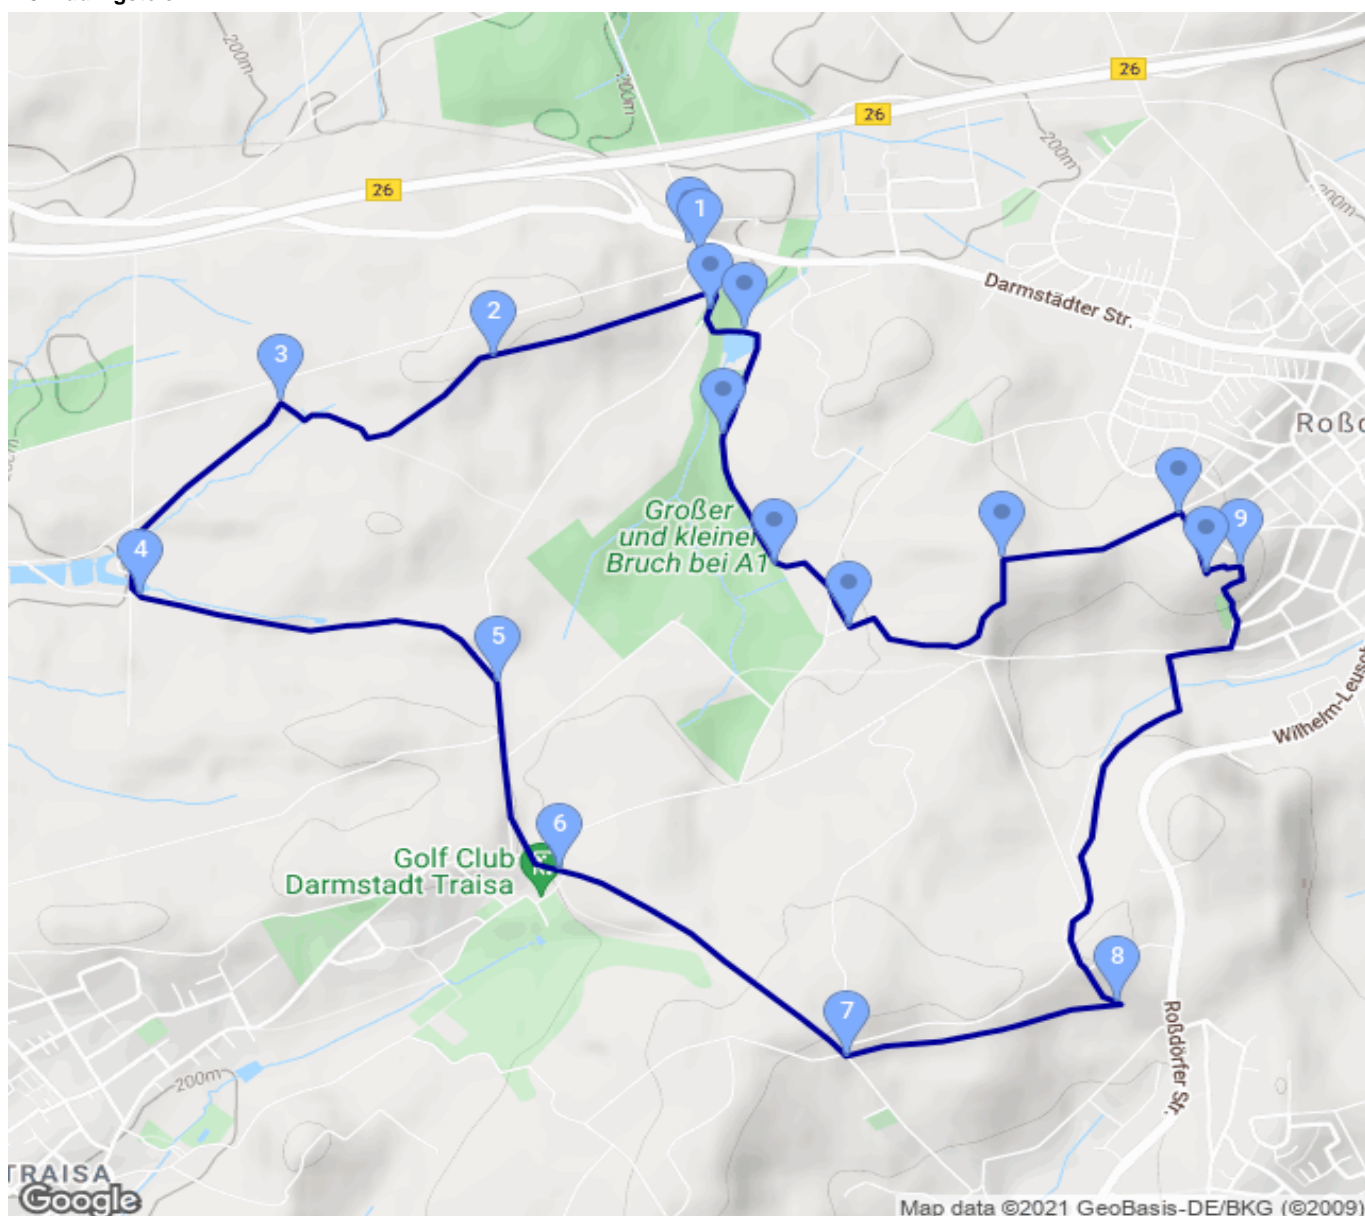 200m
200m
26
26
26
200m
200m
1
Darmstädter Str.
2
3
Roßd
Großer
und kleiner
Bruch bei A1
9
4
5
Wilhelm-Leusch
6
Golf Club
Darmstadt Traisa
8
7
Roßdörfer Str.
200m
TRAISA
Google
Map data ©2021 GeoBasis-DE/BKG (©2009)